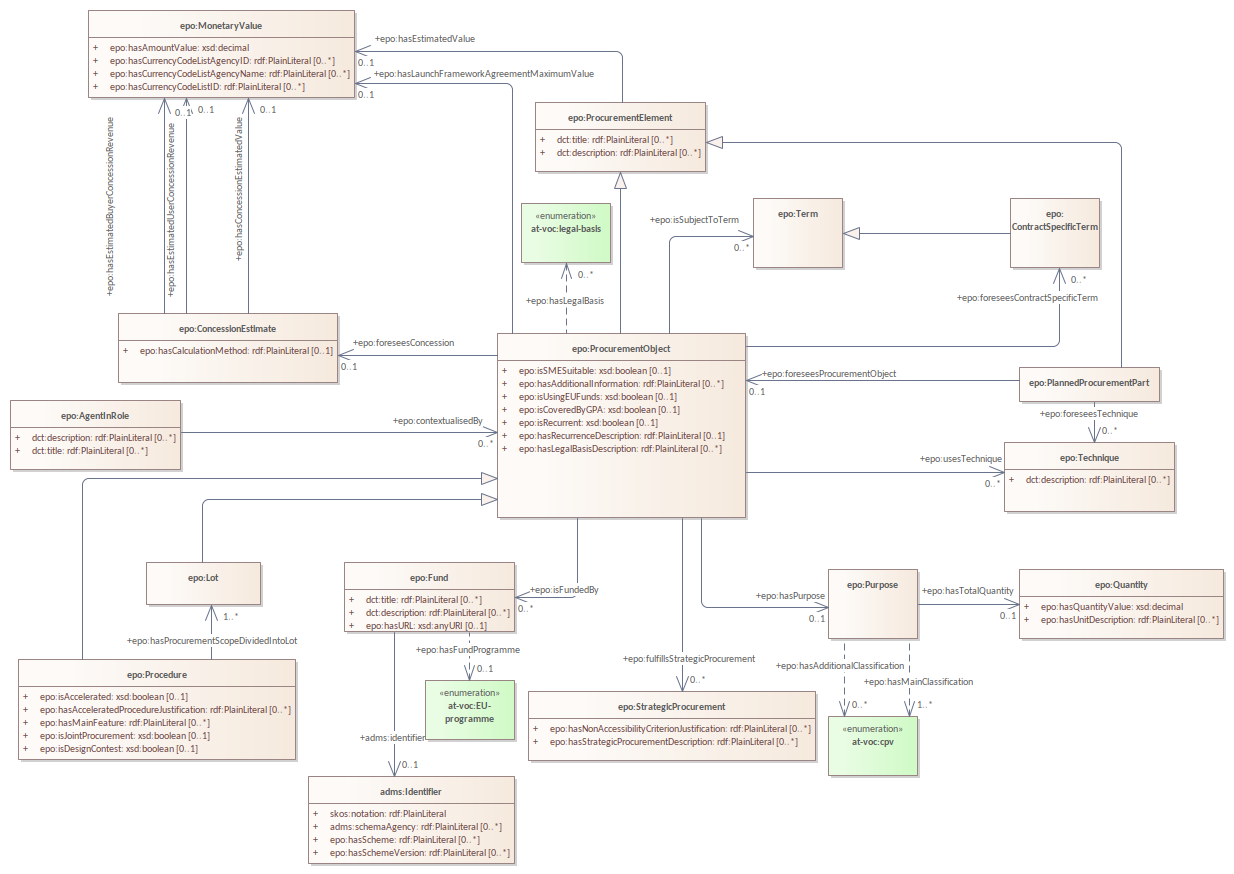 epo:MonetaryValue
+ epo:hasAmountValue: xsd:decimal
+ epo:hasCurrencyCodeListAgencyID: rdf:PlainLiteral [0..*]
+ epo:hasCurrencyCodeListAgencyName: rdf:PlainLiteral [0..*]
+ epo:hasCurrencyCodeListID: rdf:PlainLiteral [0..*]
+epo:hasEstimatedValue
0..1
+epo:hasLaunchFrameworkAgreementMaximumValue
0..1
0..1
0..1
0..1
+epo:hasEstimatedBuyerConcessionRevenue
+epo:hasEstimatedUserConcessionRevenue
+epo:hasConcessionEstimatedValue
epo:ProcurementElement
+ dct:title: rdf:PlainLiteral [0..*]
+ dct:description: rdf:PlainLiteral [0..*]
«enumeration»
at-voc:legal-basis
0..*
+epo:hasLegalBasis
+epo:isSubjectToTerm
0..*
epo:Term
epo:
ContractSpecificTerm
0..*
+epo:foreseesContractSpecificTerm
epo:ConcessionEstimate
+ epo:hasCalculationMethod: rdf:PlainLiteral [0..1]
+epo:foreseesConcession
0..1
epo:ProcurementObject
+ epo:isSMESuitable: xsd:boolean [0..1]
+ epo:hasAdditionalInformation: rdf:PlainLiteral [0..*]
+ epo:isUsingEUFunds: xsd:boolean [0..1]
+ epo:isCoveredByGPA: xsd:boolean [0..1]
+ epo:isRecurrent: xsd:boolean [0..1]
+ epo:hasRecurrenceDescription: rdf:PlainLiteral [0..1]
+ epo:hasLegalBasisDescription: rdf:PlainLiteral [0..*]
+epo:foreseesProcurementObject
0..1
epo:PlannedProcurementPart
+epo:foreseesTechnique
0..*
epo:AgentInRole
+ dct:description: rdf:PlainLiteral [0..*]
+ dct:title: rdf:PlainLiteral [0..*]
+epo:contextualisedBy
0..*
+epo:usesTechnique
0..*
epo:Technique
+ dct:description: rdf:PlainLiteral [0..*]
epo:Lot
1..*
+epo:hasProcurementScopeDividedIntoLot
epo:Fund
+ dct:title: rdf:PlainLiteral [0..*]
+ dct:description: rdf:PlainLiteral [0..*]
+ epo:hasURL: xsd:anyURI [0..1]
+epo:isFundedBy
0..*
+epo:hasPurpose
0..1
epo:Purpose
+epo:hasTotalQuantity
0..1
epo:Quantity
+ epo:hasQuantityValue: xsd:decimal
+ epo:hasUnitDescription: rdf:PlainLiteral [0..*]
epo:Procedure
+ epo:isAccelerated: xsd:boolean [0..1]
+ epo:hasAcceleratedProcedureJustification: rdf:PlainLiteral [0..*]
+ epo:hasMainFeature: rdf:PlainLiteral [0..*]
+ epo:isJointProcurement: xsd:boolean [0..1]
+ epo:isDesignContest: xsd:boolean [0..1]
+epo:hasFundProgramme
0..1
«enumeration»
at-voc:EU-
programme
+adms:identifier
0..1
+epo:fulfillsStrategicProcurement
0..*
epo:StrategicProcurement
+ epo:hasNonAccessibilityCriterionJustification: rdf:PlainLiteral [0..*]
+ epo:hasStrategicProcurementDescription: rdf:PlainLiteral [0..*]
+epo:hasAdditionalClassification
+epo:hasMainClassification
0..*
1..*
«enumeration»
at-voc:cpv
adms:Identifier
+ skos:notation: rdf:PlainLiteral
+ adms:schemaAgency: rdf:PlainLiteral [0..*]
+ epo:hasScheme: rdf:PlainLiteral [0..*]
+ epo:hasSchemeVersion: rdf:PlainLiteral [0..*]